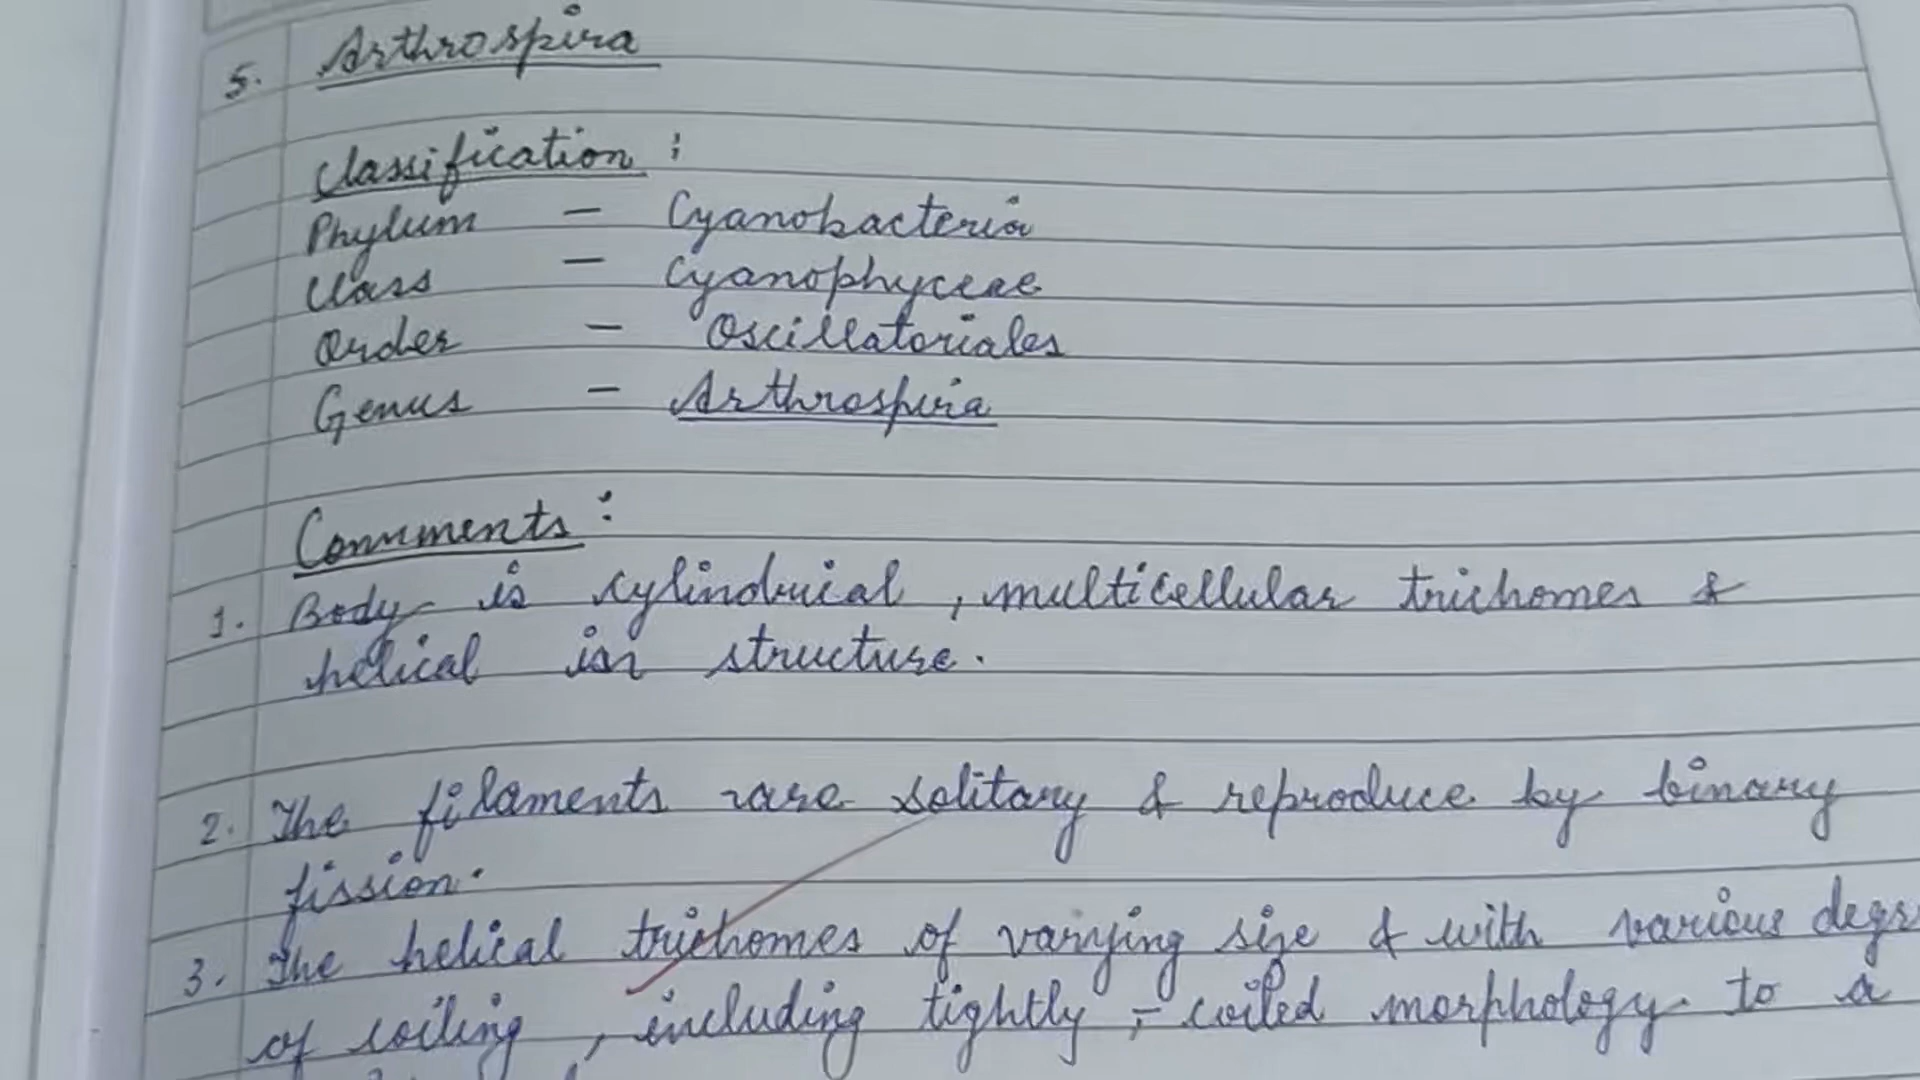 5. Arthrospira
Classification :
Phylum - Cyanobacteria
Class - Cyanophyceae
Order - Oscillatoriales
Genus - Arthrospira
Comments :
1. Body is cylindrical , multicellular trichomes &
helical in structure.
2. The filaments are solitary & reproduce by binary
fission.
3. The helical trichomes of varying size & with various degr
of coiling , including tightly - coiled morphology to a